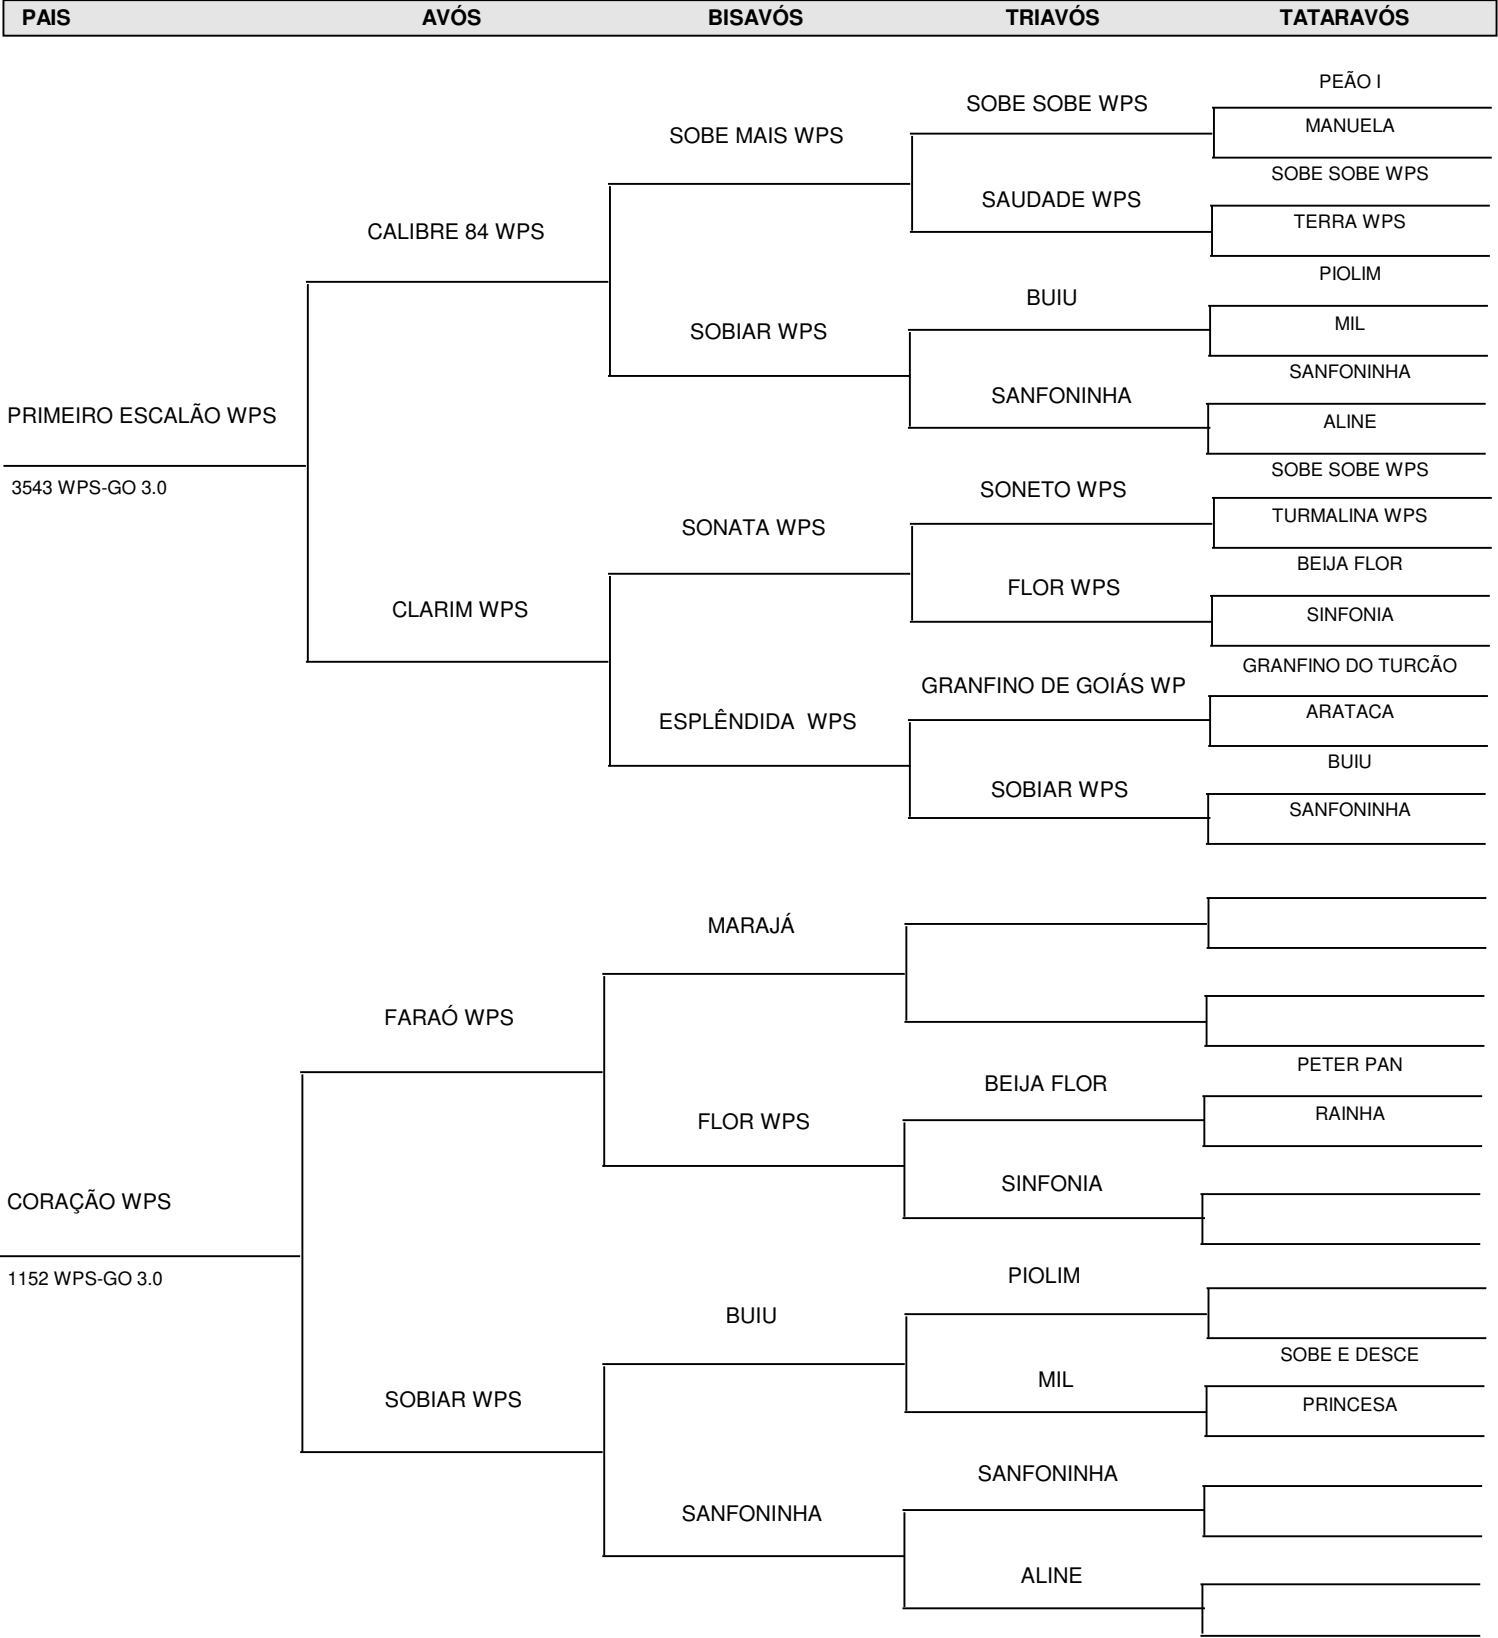 PAIS AVÓS BISAVÓS TRIAVÓS TATARAVÓS
PEÃO I
SOBE SOBE WPS
MANUELA
SOBE MAIS WPS
SOBE SOBE WPS
SAUDADE WPS
TERRA WPS
CALIBRE 84 WPS
PIOLIM
BUIU
MIL
SOBIAR WPS
SANFONINHA
SANFONINHA
ALINE
PRIMEIRO ESCALÃO WPS
3543 WPS-GO 3.0
SOBE SOBE WPS
SONETO WPS
TURMALINA WPS
SONATA WPS
BEIJA FLOR
FLOR WPS
SINFONIA
CLARIM WPS
GRANFINO DO TURCÃO
GRANFINO DE GOIÁS WP
ARATACA
ESPLÊNDIDA  WPS
BUIU
SOBIAR WPS
SANFONINHA
MARAJÁ
FARAÓ WPS
PETER PAN
BEIJA FLOR
RAINHA
FLOR WPS
SINFONIA
CORAÇÃO WPS
1152 WPS-GO 3.0
PIOLIM
BUIU
SOBE E DESCE
MIL
PRINCESA
SOBIAR WPS
SANFONINHA
SANFONINHA
ALINE